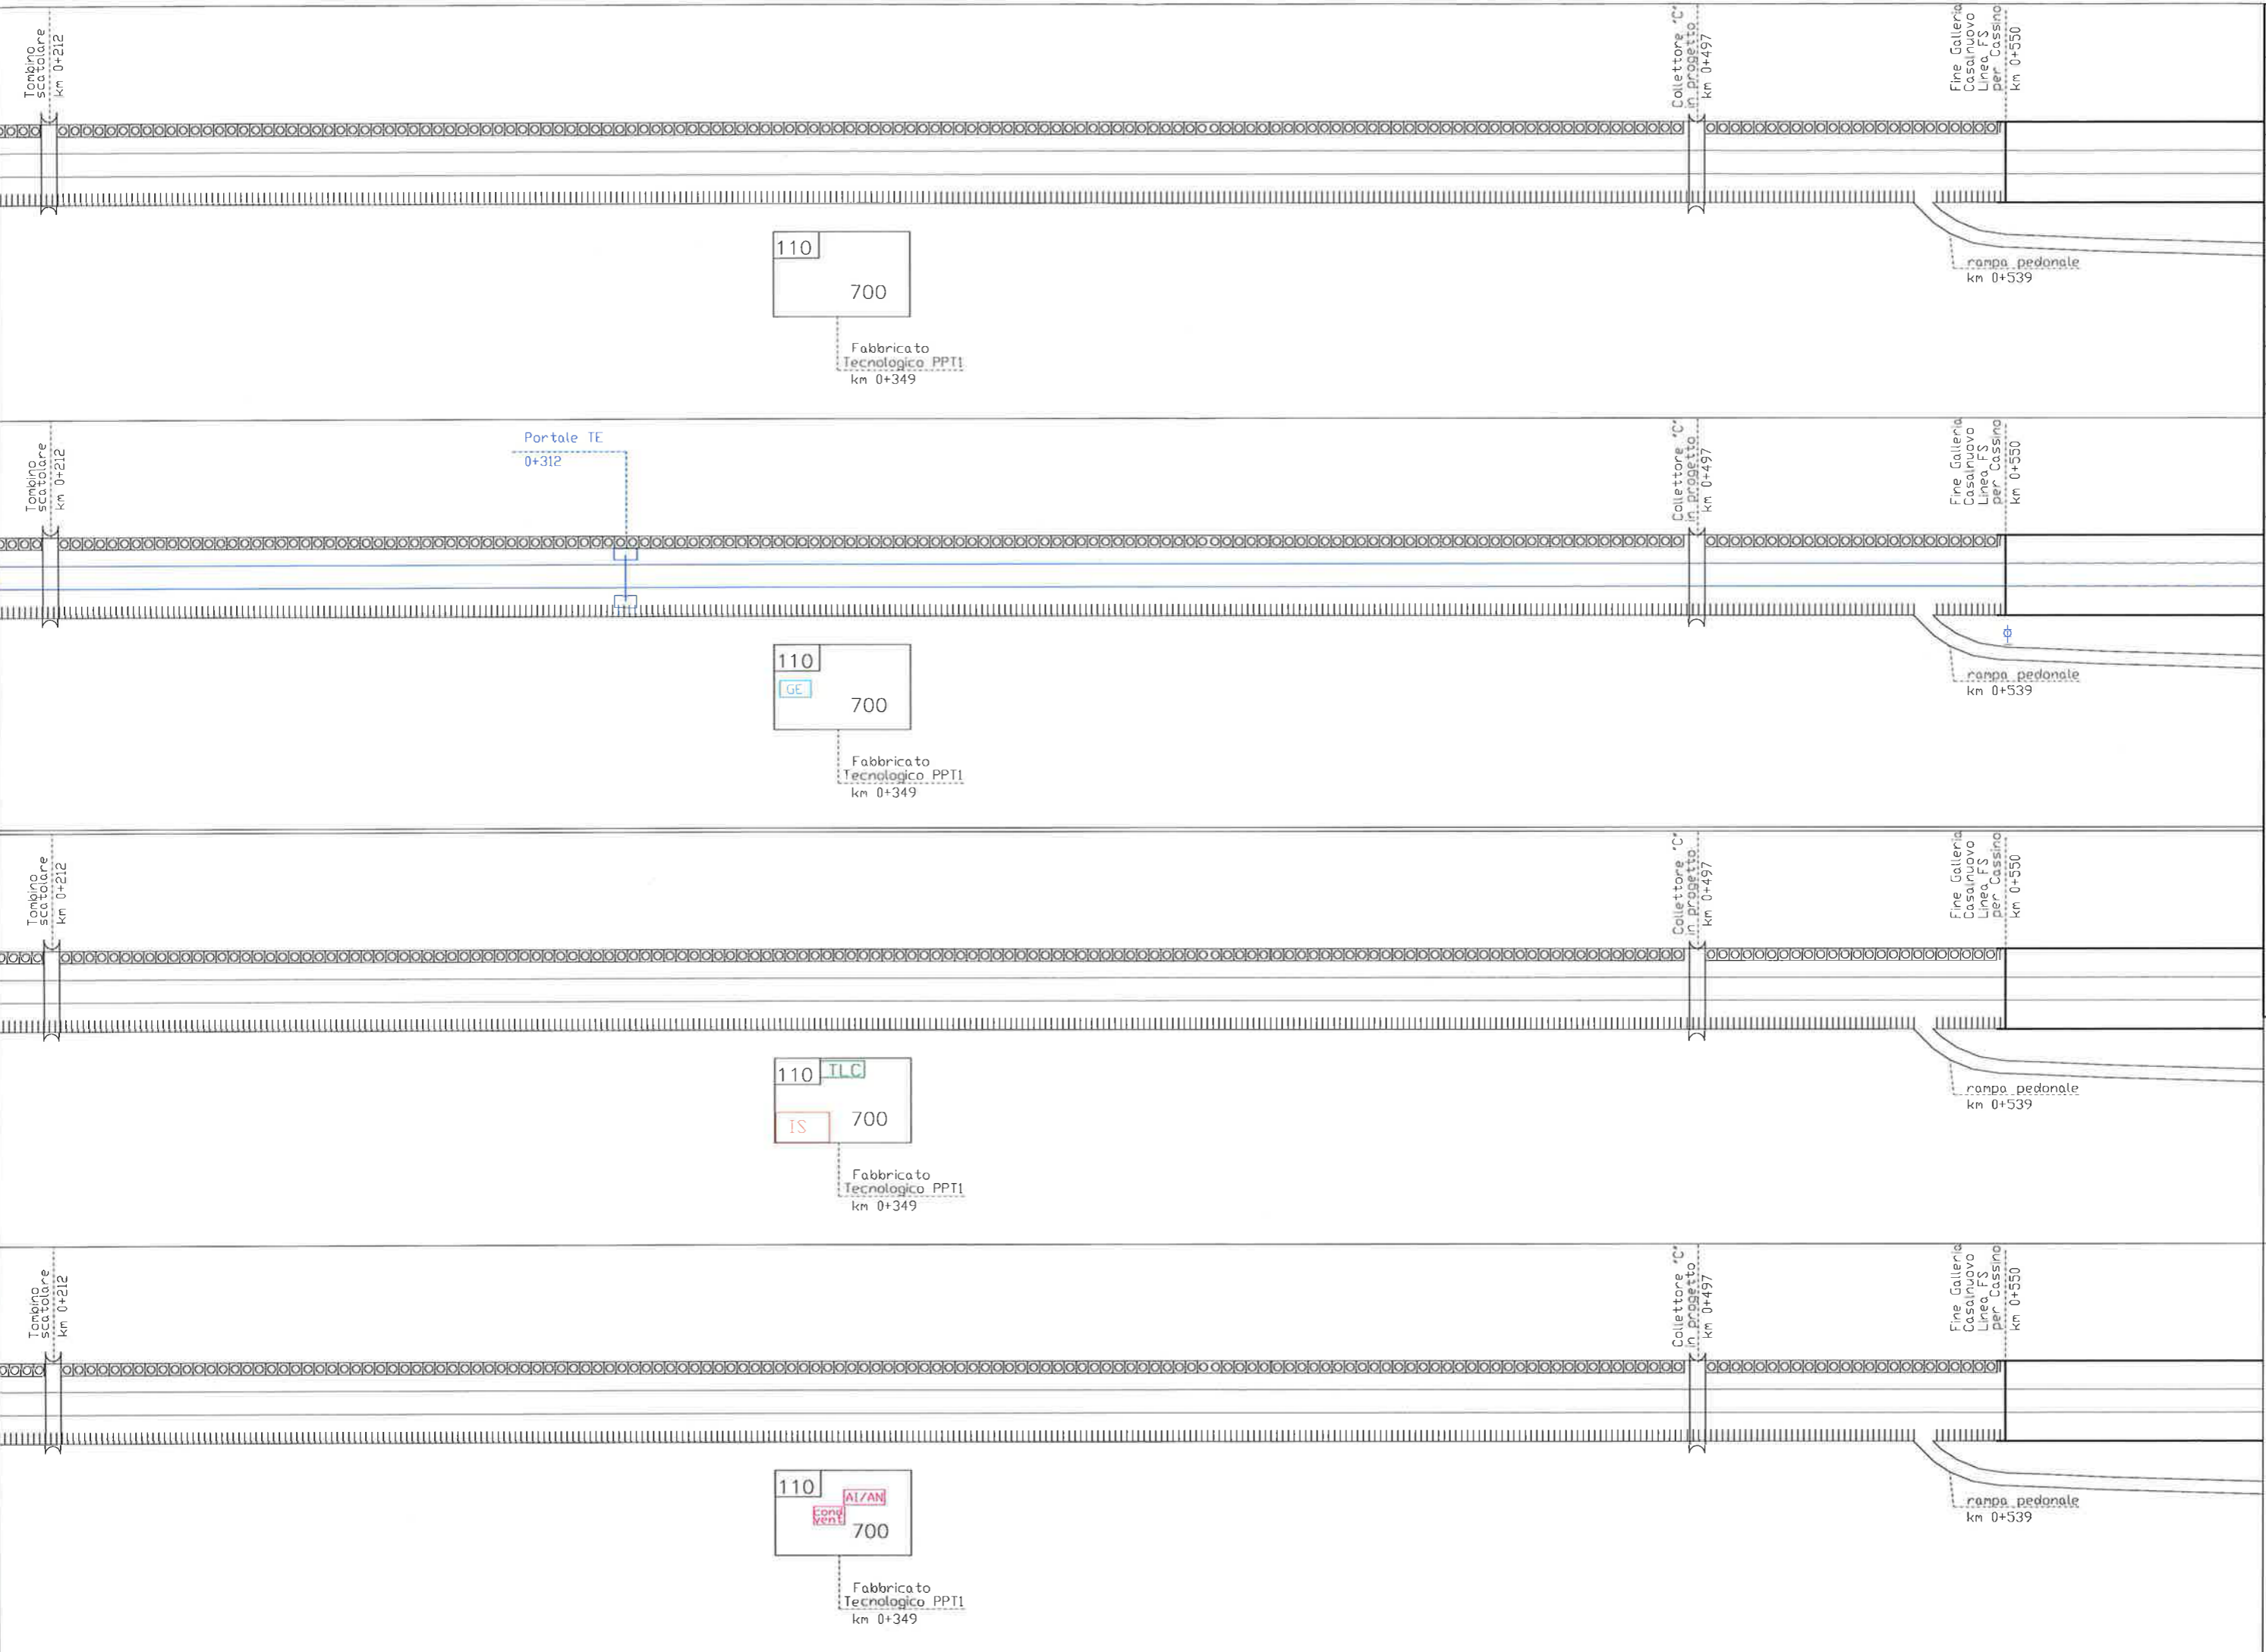 Tombino
scatolare
km 0+212
Collettore "C"
in progetto
km 0+497
Fine Galleria
Casalnuovo
Linea FS
per Cassino
km 0+550
110
700
Fabbricato
Tecnologico PPT1
km 0+349
rampa pedonale
km 0+539
Tombino
scatolare
km 0+212
Portale TE
0+312
Collettore "C"
in progetto
km 0+497
Fine Galleria
Casalnuovo
Linea FS
per Cassino
km 0+550
110
GE
700
Fabbricato
Tecnologico PPT1
km 0+349
rampa pedonale
km 0+539
Tombino
scatolare
km 0+212
Collettore "C"
in progetto
km 0+497
Fine Galleria
Casalnuovo
Linea FS
per Cassino
km 0+550
110 TLC
700
IS
Fabbricato
Tecnologico PPT1
km 0+349
rampa pedonale
km 0+539
Tombino
scatolare
km 0+212
Collettore "C"
in progetto
km 0+497
Fine Galleria
Casalnuovo
Linea FS
per Cassino
km 0+550
110
AI/AN
cond
vent
700
Fabbricato
Tecnologico PPT1
km 0+349
rampa pedonale
km 0+539